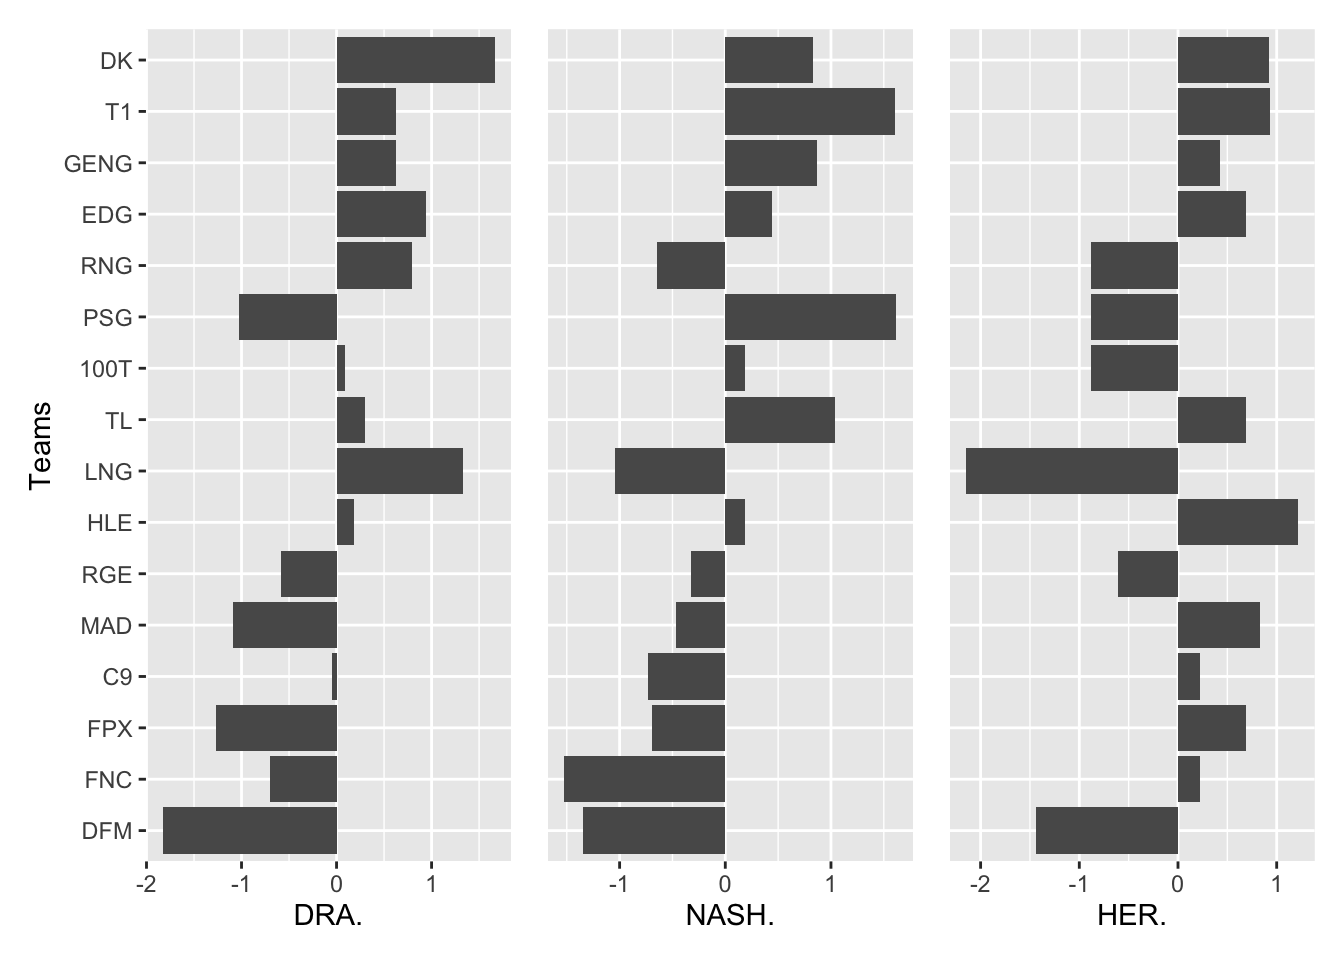 DK
T1
GENG
EDG
RNG
PSG
100T
TL
LNG
HLE
RGE
MAD
C9
FPX
FNC
DFM
Teams
-2 -1 0 1
DRA.
-1 0 1
NASH.
-2 -1 0 1
HER.